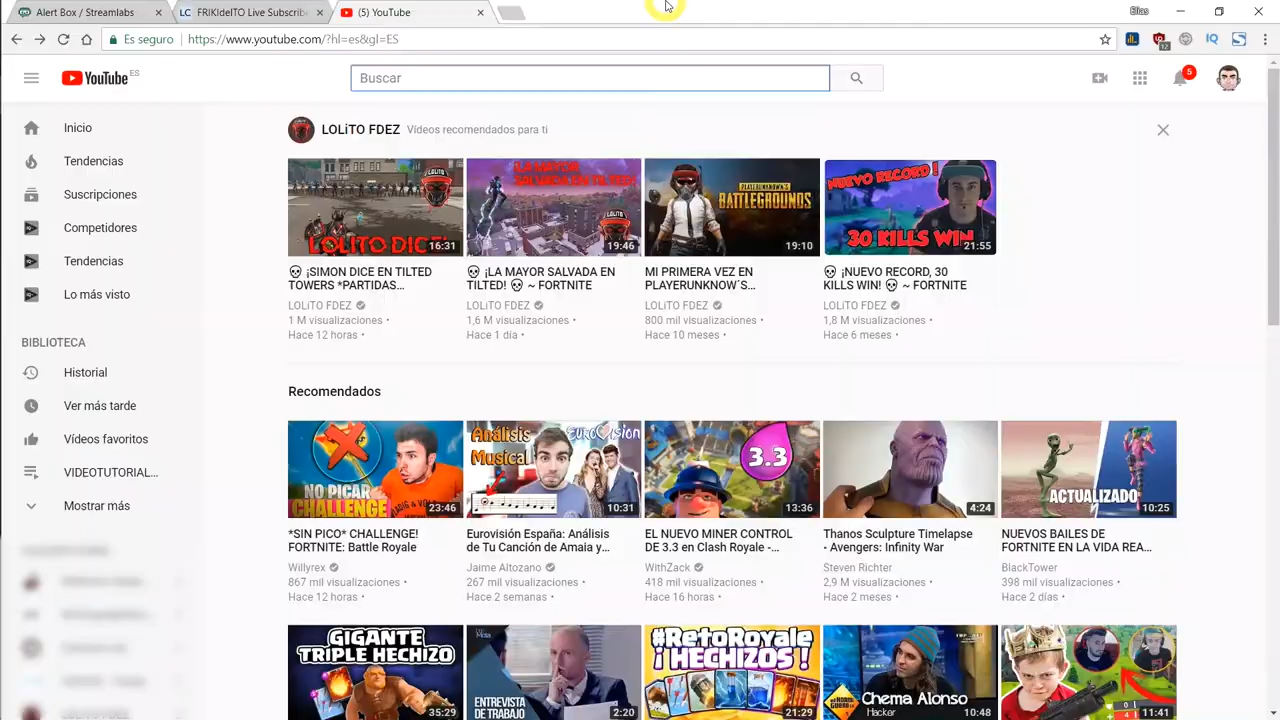 Alert Box / Streamlabs
FRIKIdeITO Live Subscribe
(5) YouTube
Elias
Es seguro
https://www.youtube.com/?hl=es&gl=ES
12
YouTube ES
Buscar
5
Inicio
Tendencias
Suscripciones
Competidores
Tendencias
Lo más visto
BIBLIOTECA
Historial
Ver más tarde
Vídeos favoritos
VIDEOTUTORIAL...
Mostrar más
LOLiTO FDEZ Vídeos recomendados para ti
LOLITO DICE!
16:31
LA MAYOR
SALVADA EN TILTED!
19:46
PLAYERUNKNOWN'S
BATTLEGROUNDS
19:10
NUEVO RECORD!
30 KILLS WIN
21:55
¡SIMON DICE EN TILTED
TOWERS *PARTIDAS...
LOLiTO FDEZ
1 M visualizaciones •
Hace 12 horas •
¡LA MAYOR SALVADA EN
TILTED! ~ FORTNITE
LOLiTO FDEZ
1,6 M visualizaciones •
Hace 1 día •
MI PRIMERA VEZ EN
PLAYERUNKNOW´S...
LOLiTO FDEZ
800 mil visualizaciones •
Hace 10 meses •
¡NUEVO RECORD, 30
KILLS WIN! ~ FORTNITE
LOLiTO FDEZ
1,8 M visualizaciones •
Hace 6 meses •
Recomendados
NO PICAR
CHALLENGE
23:46
Análisis
Musical
EUROVISION
10:31
3.3
13:36
4:24
¡ACTUALIZADO!
10:25
*SIN PICO* CHALLENGE!
FORTNITE: Battle Royale
Willyrex
867 mil visualizaciones •
Hace 12 horas •
Eurovisión España: Análisis
de Tu Canción de Amaia y...
Jaime Altozano
267 mil visualizaciones •
Hace 2 semanas •
EL NUEVO MINER CONTROL
DE 3.3 en Clash Royale -...
WithZack
418 mil visualizaciones •
Hace 16 horas •
Thanos Sculpture Timelapse
- Avengers: Infinity War
Steven Richter
2,9 M visualizaciones •
Hace 2 meses •
NUEVOS BAILES DE
FORTNITE EN LA VIDA REA...
BlackTower
398 mil visualizaciones •
Hace 2 días •
GIGANTE
TRIPLE HECHIZO
35:29
Mota
ENTREVISTA
DE TRABAJO
2:20
#RetoRoyale
¡HECHIZOS!
21:29
Chema Alonso
Hacker
10:48
11:41